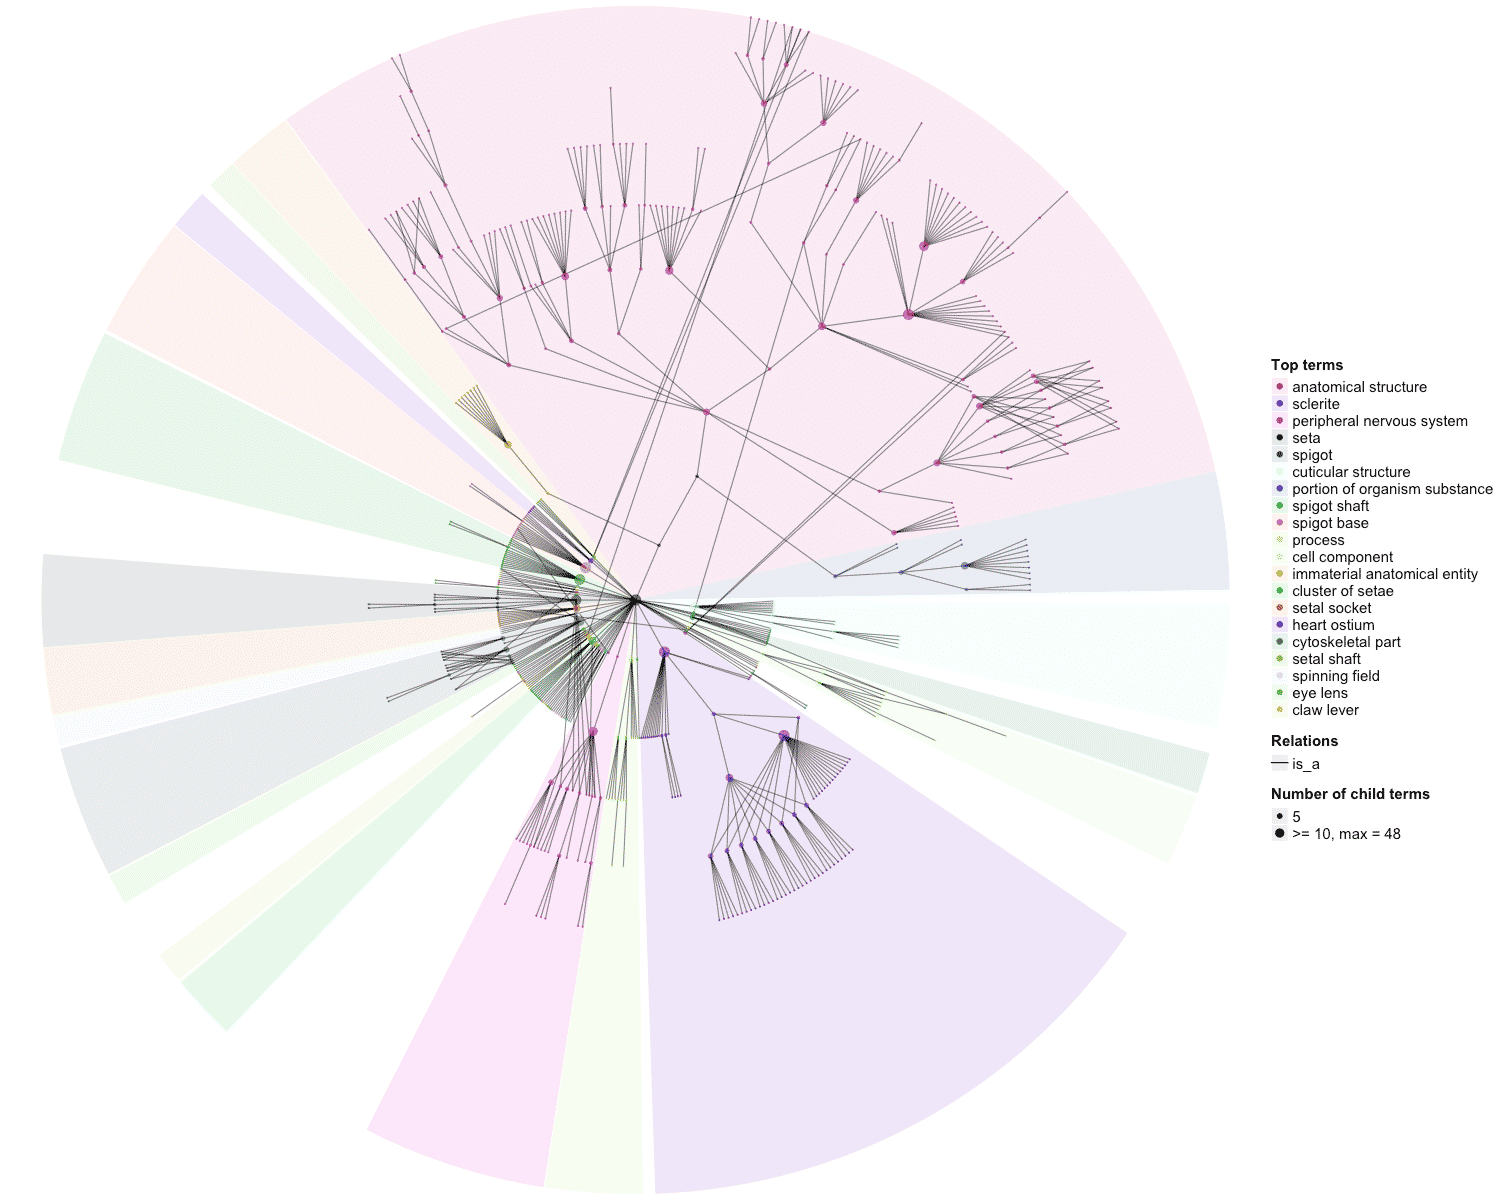 Top terms
anatomical structure
sclerite
peripheral nervous system
seta
spigot
cuticular structure
portion of organism substance
spigot shaft
spigot base
process
cell component
immaterial anatomical entity
cluster of setae
setal socket
heart ostium
cytoskeletal part
setal shaft
spinning field
eye lens
claw lever
Relations
is_a
Number of child terms
5
>= 10, max = 48